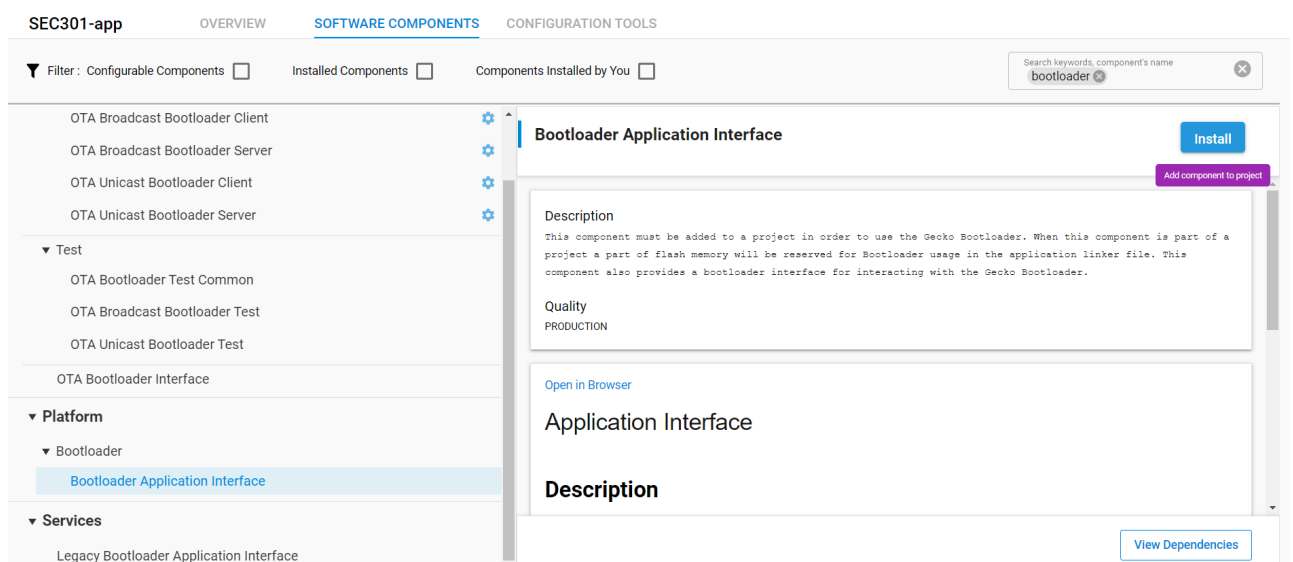 SEC301-app OVERVIEW SOFTWARE COMPONENTS CONFIGURATION TOOLS
Filter : Configurable Components Installed Components Components Installed by You
Search keywords, component's name
bootloader
OTA Broadcast Bootloader Client
OTA Broadcast Bootloader Server
OTA Unicast Bootloader Client
OTA Unicast Bootloader Server
Test
OTA Bootloader Test Common
OTA Broadcast Bootloader Test
OTA Unicast Bootloader Test
OTA Bootloader Interface
Platform
Bootloader
Bootloader Application Interface
Services
Legacy Bootloader Application Interface
Bootloader Application Interface
Install
Add component to project
Description
This component must be added to a project in order to use the Gecko Bootloader. When this component is part of a
project a part of flash memory will be reserved for Bootloader usage in the application linker file. This
component also provides a bootloader interface for interacting with the Gecko Bootloader.
Quality
PRODUCTION
Open in Browser
Application Interface
Description
View Dependencies